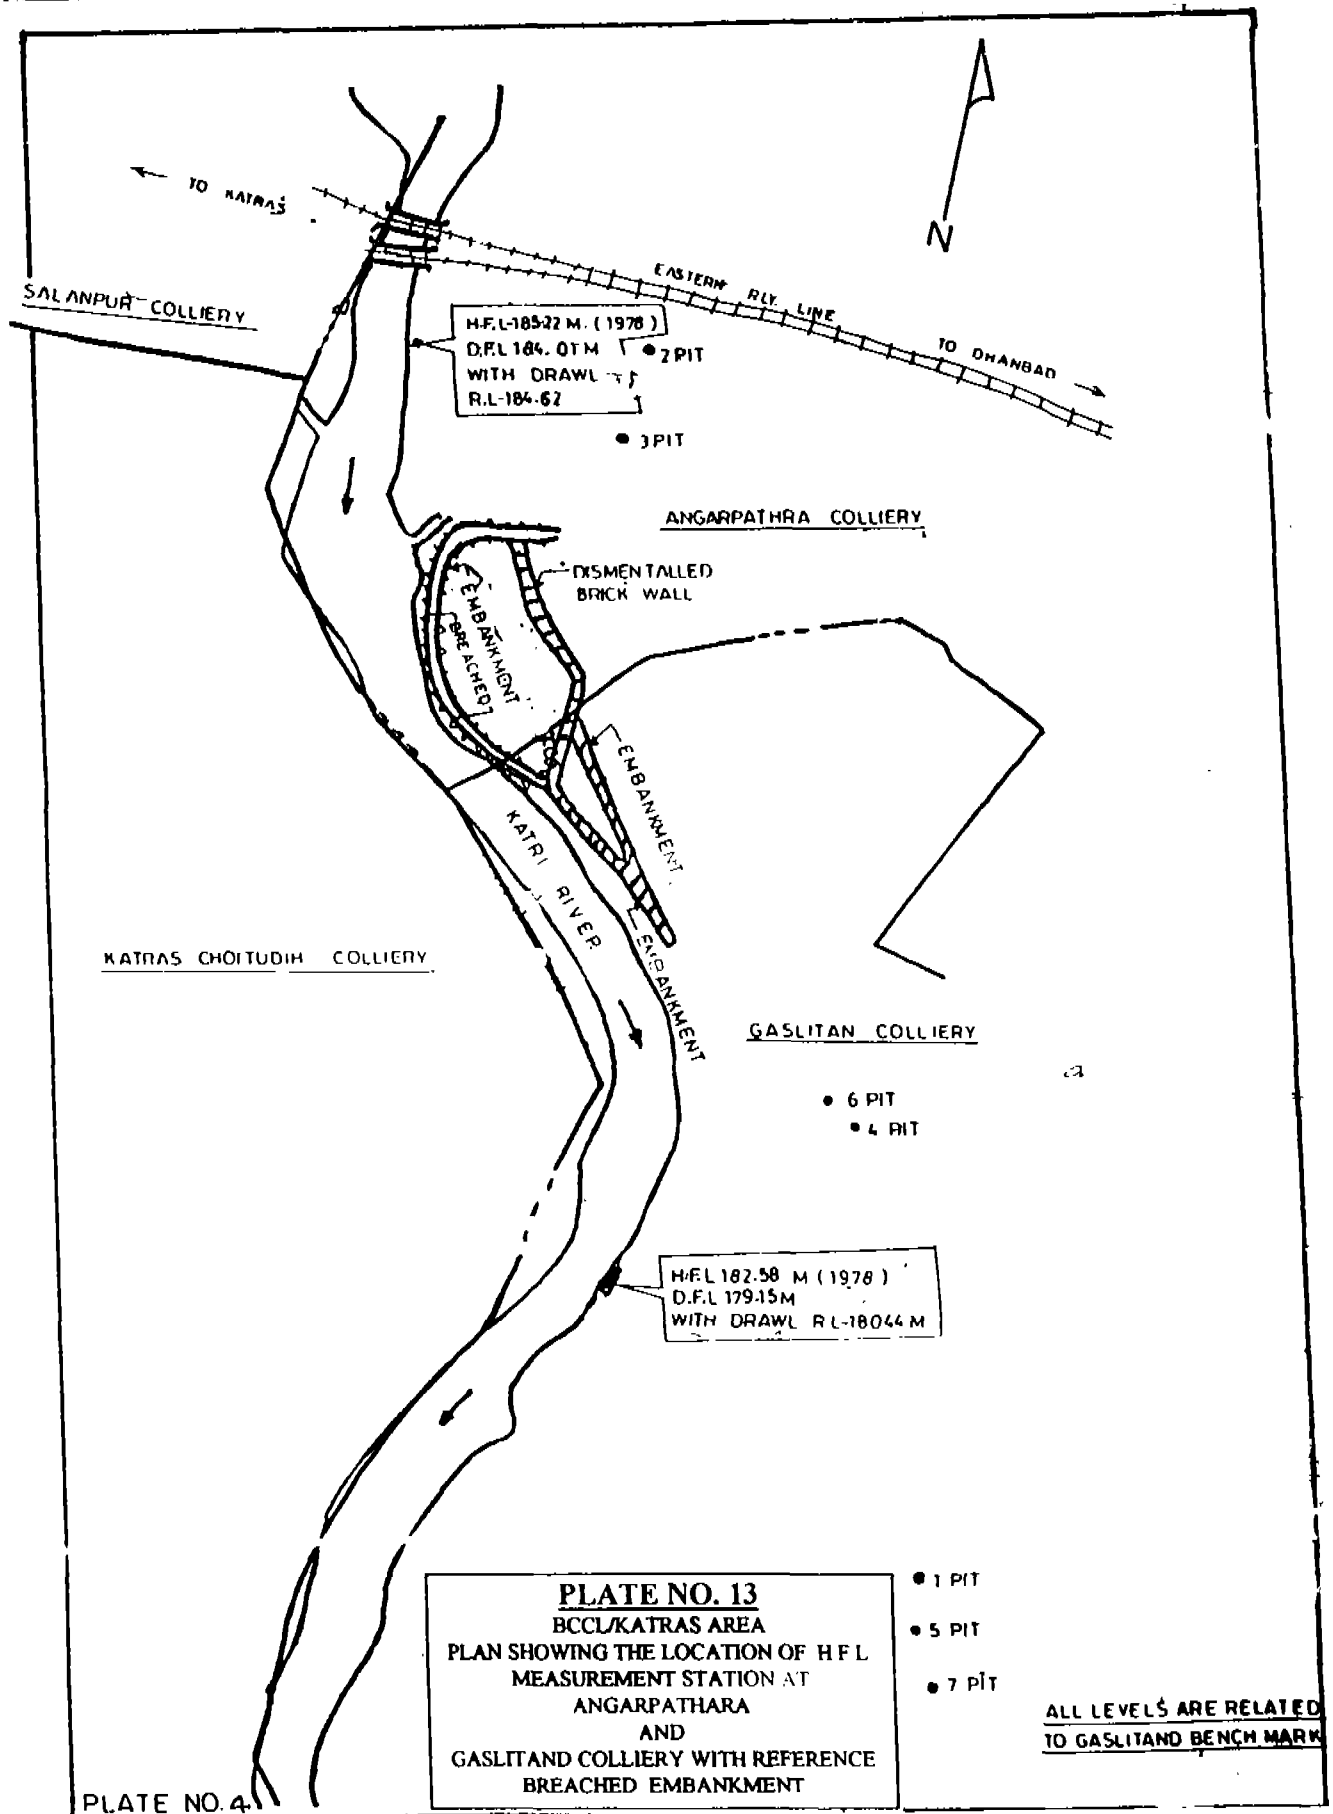 N
TO KATRAS
EASTERN RLY. LINE
TO DHANBAD
SALANPUR COLLIERY
H.F.L-185.22 M. (1978)
D.F.L 184.01M
WITH DRAWL
R.L-184.62
2 PIT
3 PIT
ANGARPATHRA COLLIERY
DISMENTALLED
BRICK WALL
EMBANKMENT
BREACHED
EMBANKMENT
KATRI RIVER
EMBANKMENT
KATRAS CHOITUDIH COLLIERY
GASLITAN COLLIERY
6 PIT
4 PIT
H.F.L 182.58 M (1978)
D.F.L 179.15M
WITH DRAWL R L-180.44 M
1 PIT
5 PIT
7 PIT
PLATE NO. 13
BCCL/KATRAS AREA
PLAN SHOWING THE LOCATION OF H F L
MEASUREMENT STATION AT
ANGARPATHARA
AND
GASLITAND COLLIERY WITH REFERENCE
BREACHED EMBANKMENT
ALL LEVELS ARE RELATED
TO GASLITAND BENCH MARK
PLATE NO. 4